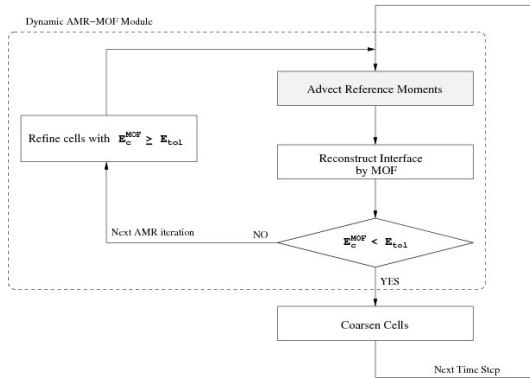 Dynamic AMR-MOF Module
Advect Reference Moments
Refine cells with E_c^MOF ≥ E_tol
Reconstruct Interface
by MOF
Next AMR iteration
NO
E_c^MOF < E_tol
YES
Coarsen Cells
Next Time Step